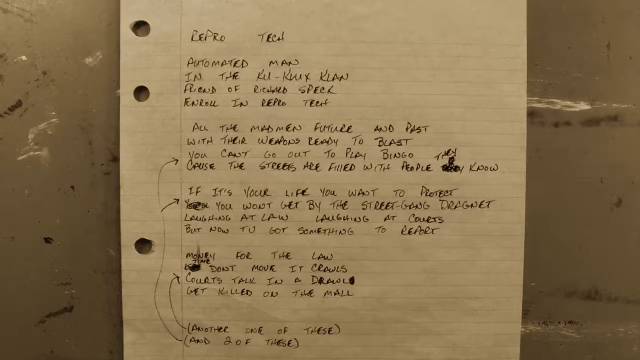 REPRO TECH
AUTOMATED MAN
IN THE KU-KLUX KLAN
FRIEND OF RICHARD SPECK
ENROLL IN REPRO TECH
ALL THE MADMEN FUTURE AND PAST
WITH THEIR WEAPONS READY TO BLAST
YOU CANT GO OUT TO PLAY BINGO
CAUSE THE STREETS ARE FILLED WITH PEOPLE THEY KNOW
IF IT'S YOUR LIFE YOU WANT TO PROTECT
YOU WONT GET BY THE STREET-GANG DRAGNET
LAUGHING AT LAW LAUGHING AT COURTS
BUT NOW TV GOT SOMETHING TO REPORT
MONEY FOR THE LAW
TIME DONT MOVE IT CRAWLS
COURTS TALK IN A DRAWL
GET KILLED ON THE MALL
(ANOTHER ONE OF THESE)
(AND 2 OF THESE)